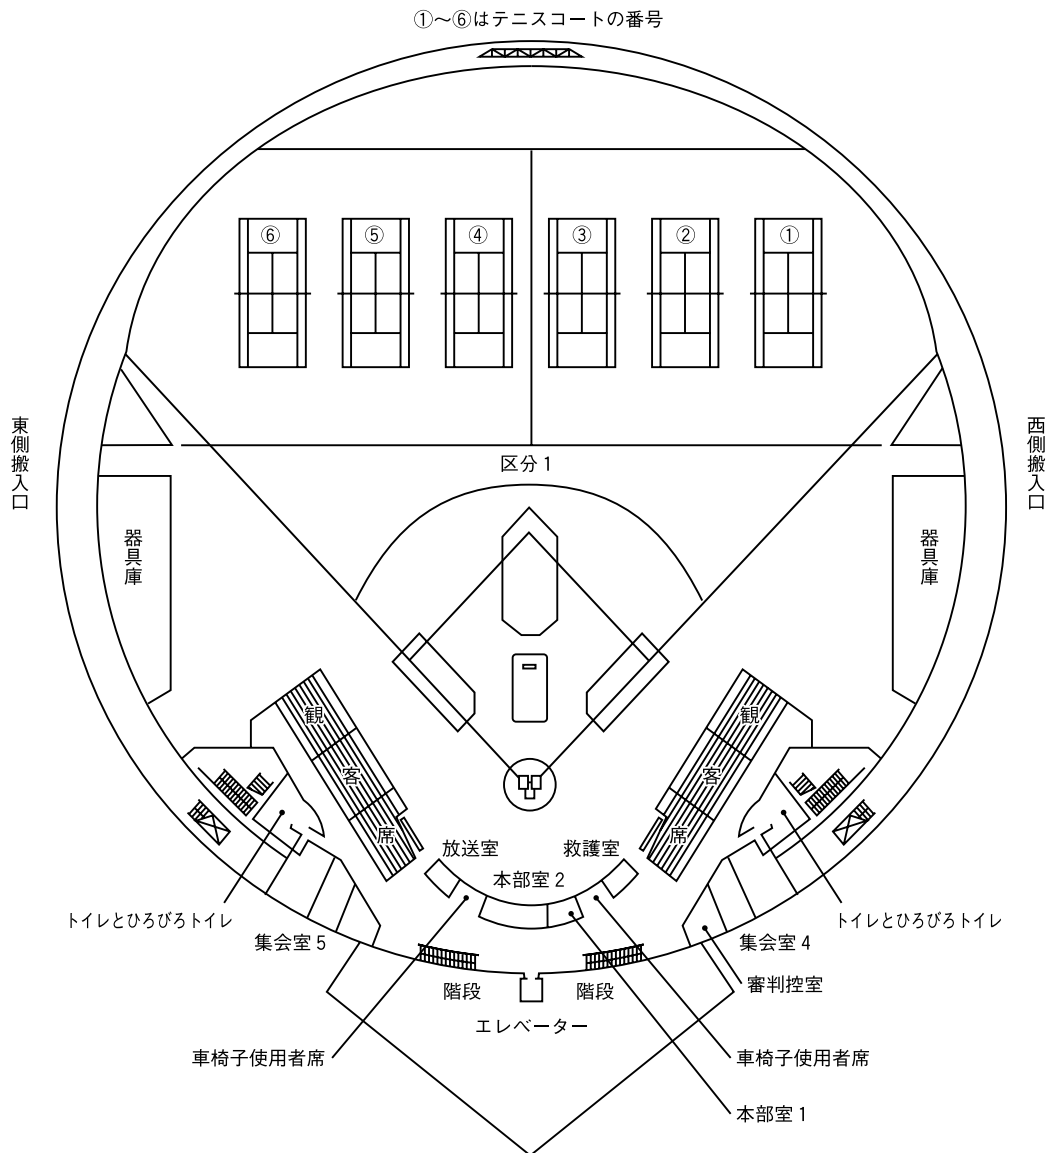 ①～⑥はテニスコートの番号
⑥
⑤
④
③
②
①
東側搬入口
西側搬入口
区分1
器具庫
器具庫
観客席
観客席
放送室
救護室
本部室2
トイレとひろびろトイレ
トイレとひろびろトイレ
集会室5
集会室4
審判控室
階段
階段
エレベーター
車椅子使用者席
車椅子使用者席
本部室1